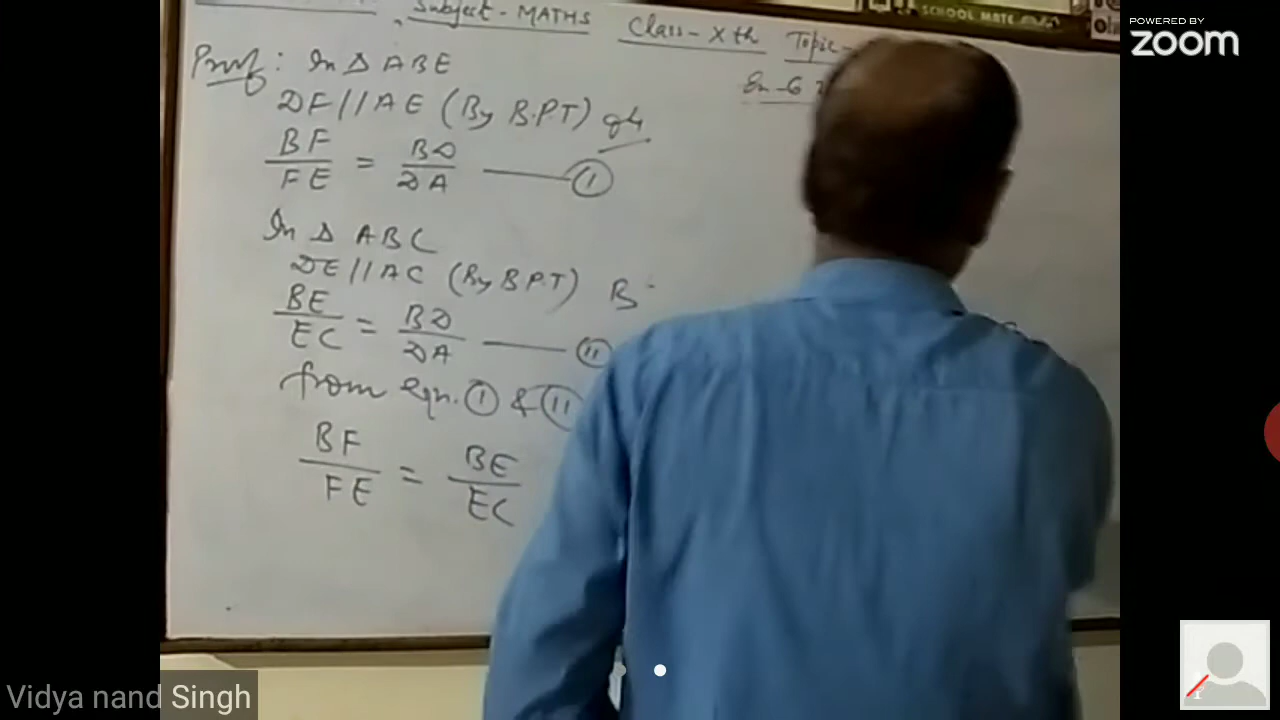 Subject - MATHS Class - X th Topic -
SCHOOL MATE
POWERED BY
zoom
Proof : In Δ ABE
DF // AE (By B.P.T)
BF/FE = BD/DA —— (I)
In Δ ABC
DE // AC (By B.P.T) B
BE/EC = BD/DA —— (II)
from eqn. (I) & (II)
BF/FE = BE/EC
Vidya nand Singh